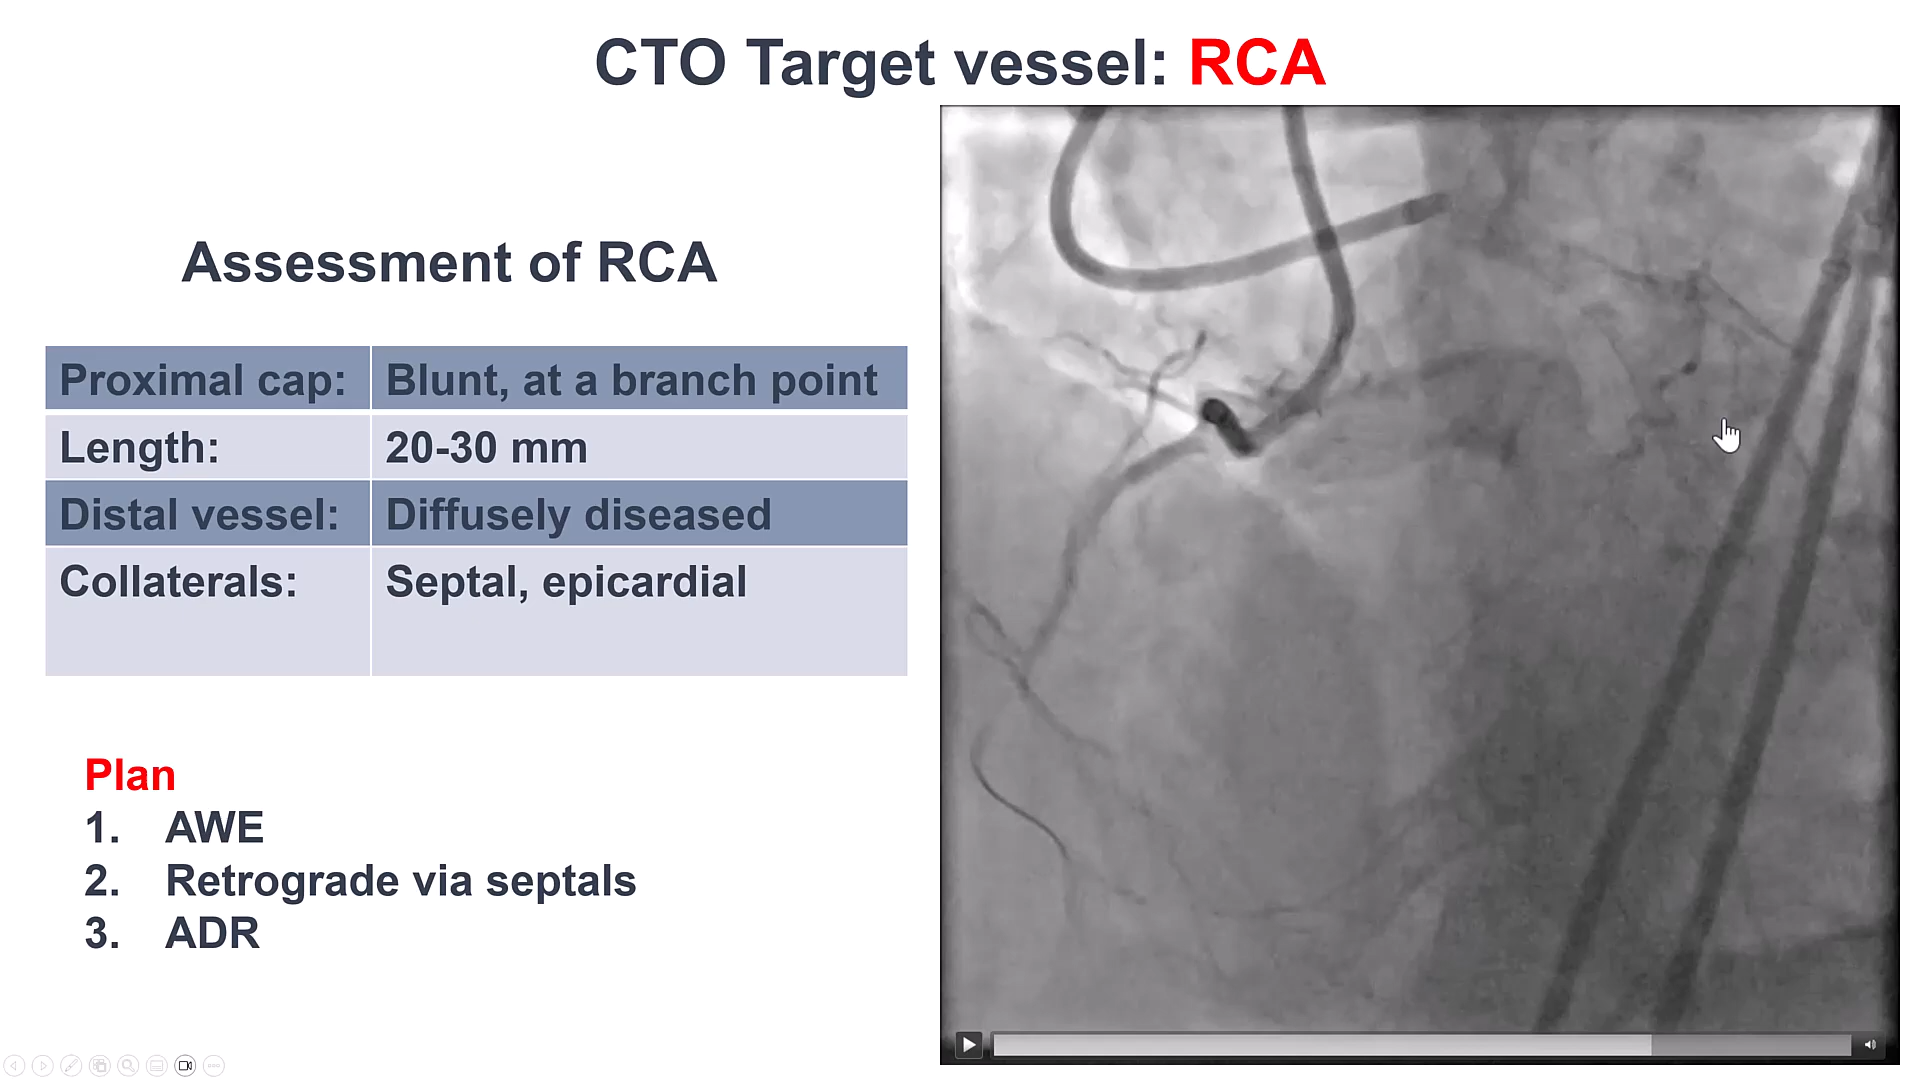 CTO Target vessel: RCA
Assessment of RCA
Proximal cap: Blunt, at a branch point
Length: 20-30 mm
Distal vessel: Diffusely diseased
Collaterals: Septal, epicardial
Plan
1. AWE
2. Retrograde via septals
3. ADR